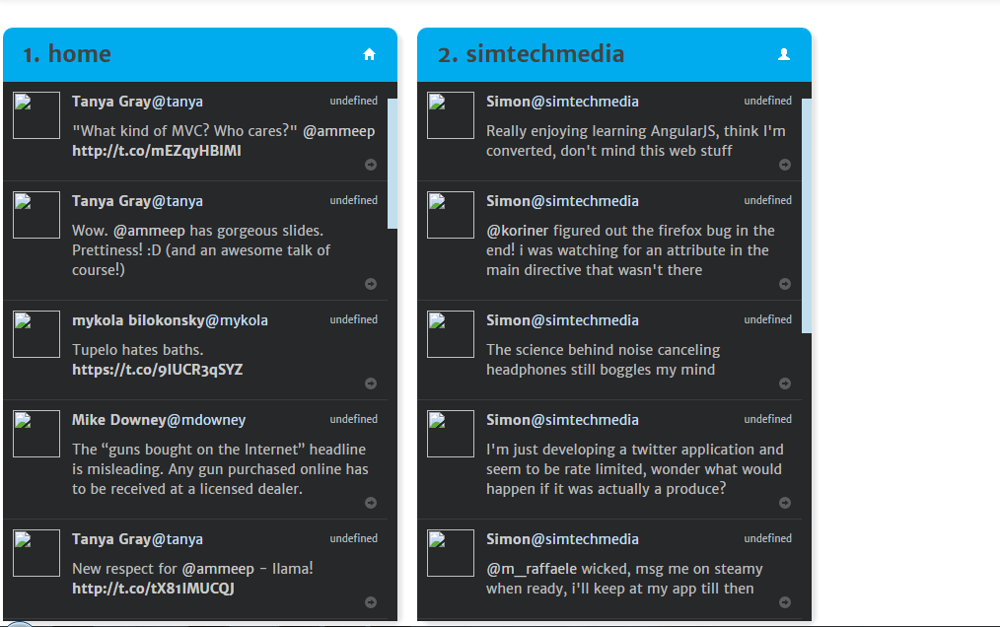 1. home
Tanya Gray@tanya undefined
"What kind of MVC? Who cares?" @ammeep
http://t.co/mEZqyHBIMI
Tanya Gray@tanya undefined
Wow. @ammeep has gorgeous slides.
Prettiness! :D (and an awesome talk of
course!)
mykola bilokonsky@mykola undefined
Tupelo hates baths.
https://t.co/9IUCR3qSYZ
Mike Downey@mdowney undefined
The “guns bought on the Internet” headline
is misleading. Any gun purchased online has
to be received at a licensed dealer.
Tanya Gray@tanya undefined
New respect for @ammeep - llama!
http://t.co/tX81IMUCQJ
2. simtechmedia
Simon@simtechmedia undefined
Really enjoying learning AngularJS, think I'm
converted, don't mind this web stuff
Simon@simtechmedia undefined
@koriner figured out the firefox bug in the
end! i was watching for an attribute in the
main directive that wasn't there
Simon@simtechmedia undefined
The science behind noise canceling
headphones still boggles my mind
Simon@simtechmedia undefined
I'm just developing a twitter application and
seem to be rate limited, wonder what would
happen if it was actually a produce?
Simon@simtechmedia undefined
@m_raffaele wicked, msg me on steamy
when ready, i'll keep at my app till then